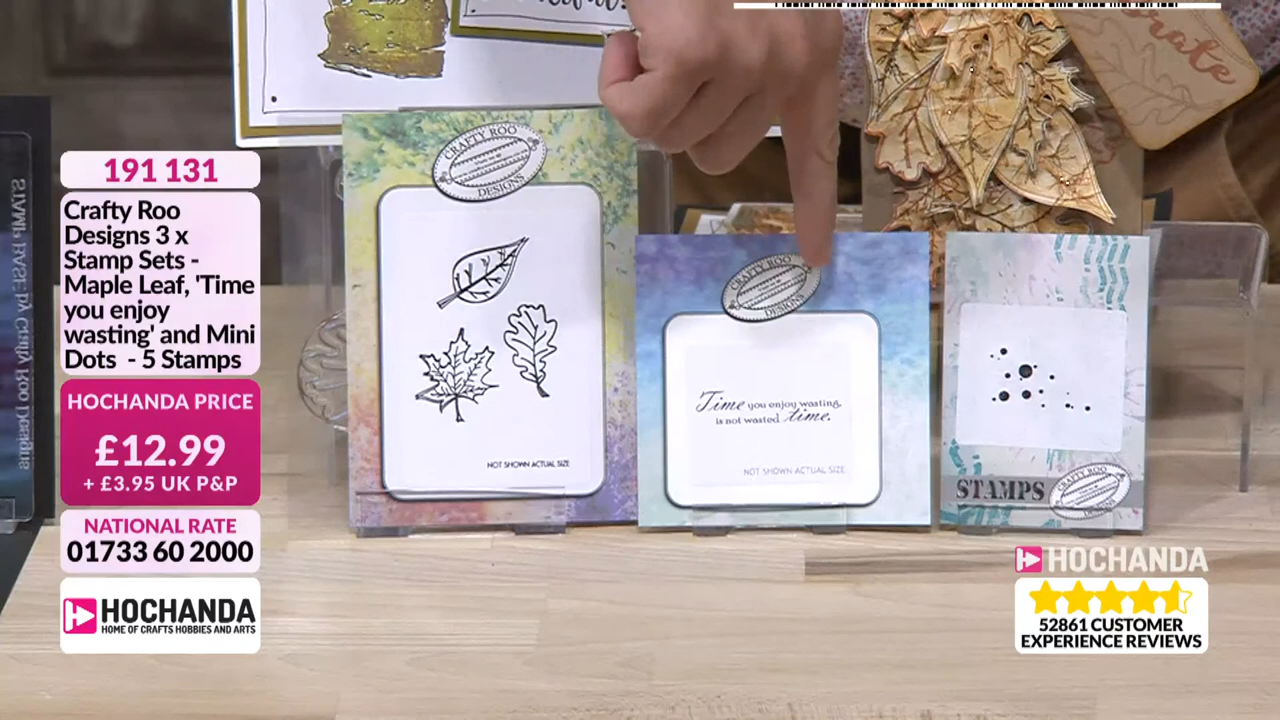 191 131
Crafty Roo
Designs 3 x
Stamp Sets -
Maple Leaf, 'Time
you enjoy
wasting' and Mini
Dots - 5 Stamps
HOCHANDA PRICE
£12.99
+ £3.95 UK P&P
NATIONAL RATE
01733 60 2000
HOCHANDA
HOME OF CRAFTS HOBBIES AND ARTS
CRAFTY ROO
DESIGNS
NOT SHOWN ACTUAL SIZE
CRAFTY ROO
DESIGNS
Time you enjoy wasting,
is not wasted time.
NOT SHOWN ACTUAL SIZE
STAMPS
CRAFTY ROO
DESIGNS
HOCHANDA
52861 CUSTOMER
EXPERIENCE REVIEWS